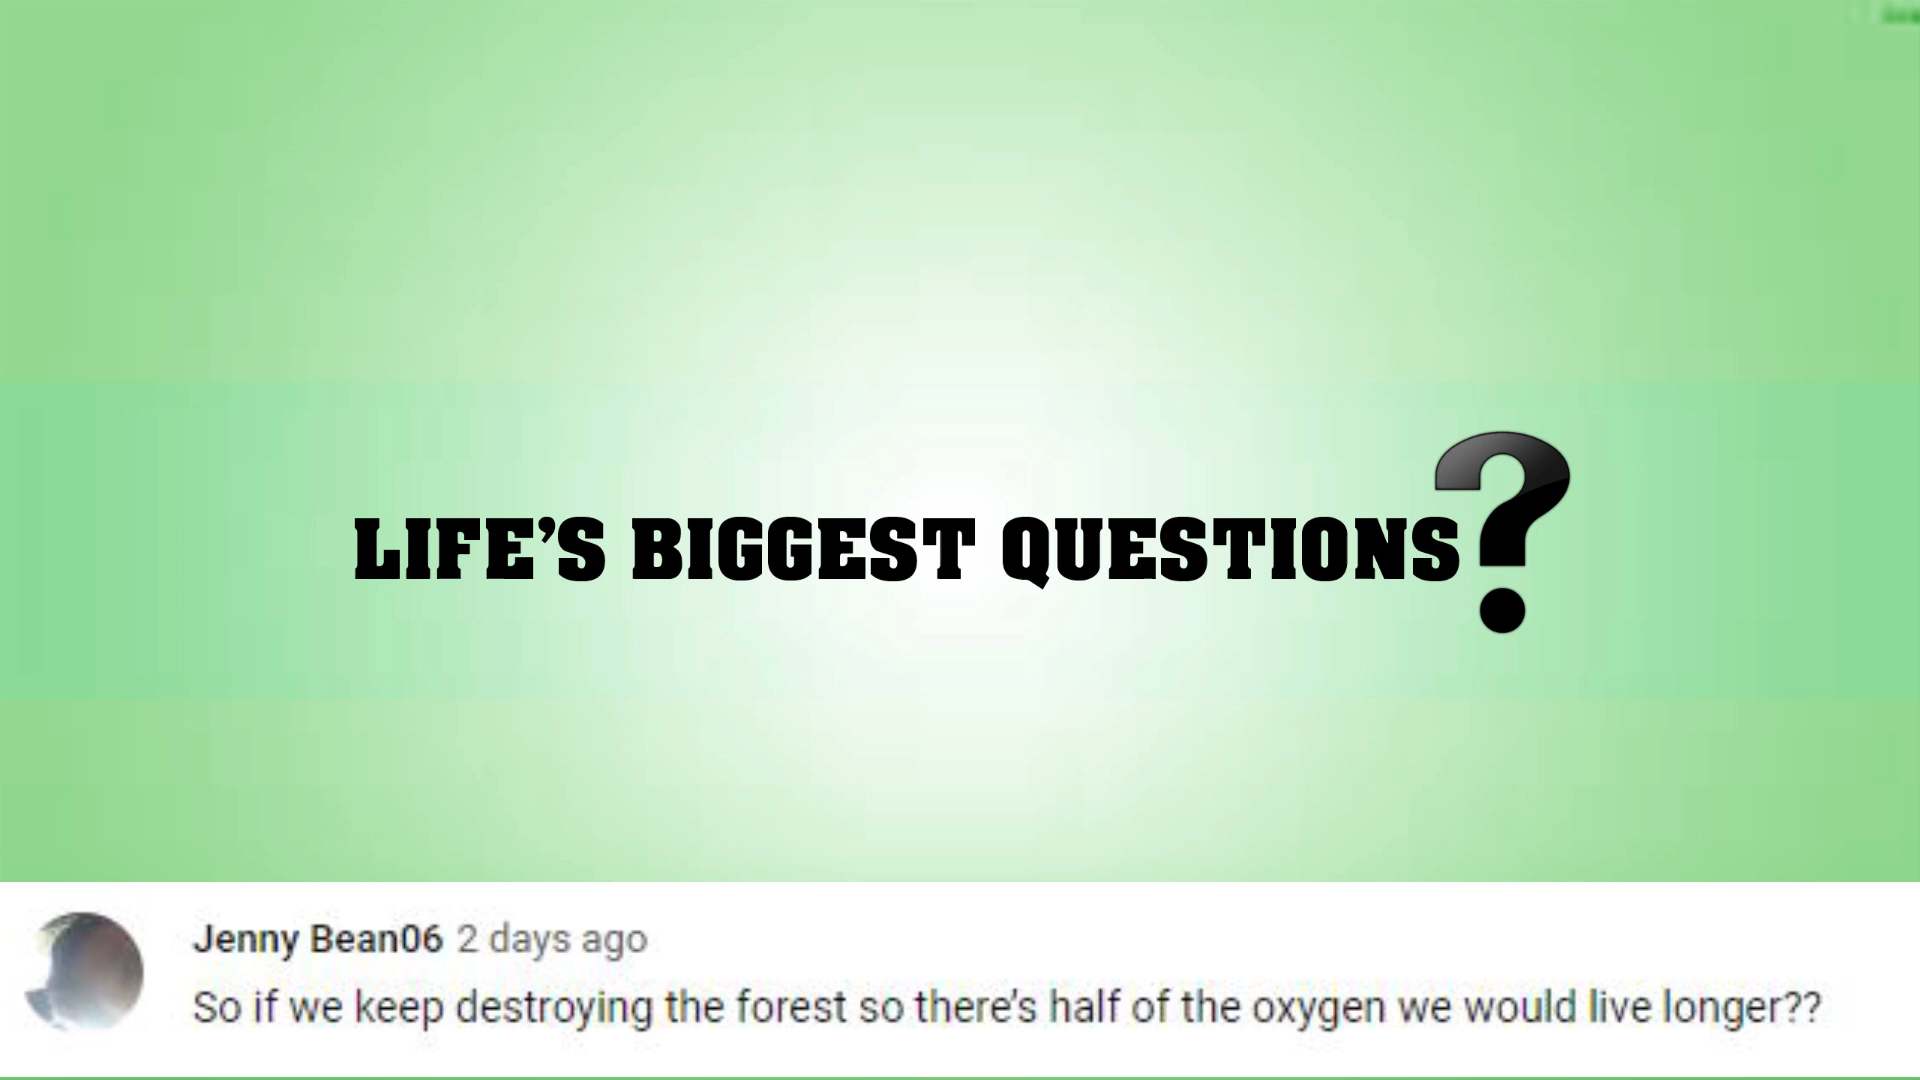 LIFE’S BIGGEST QUESTIONS?
Jenny Bean06 2 days ago
So if we keep destroying the forest so there's half of the oxygen we would live longer??